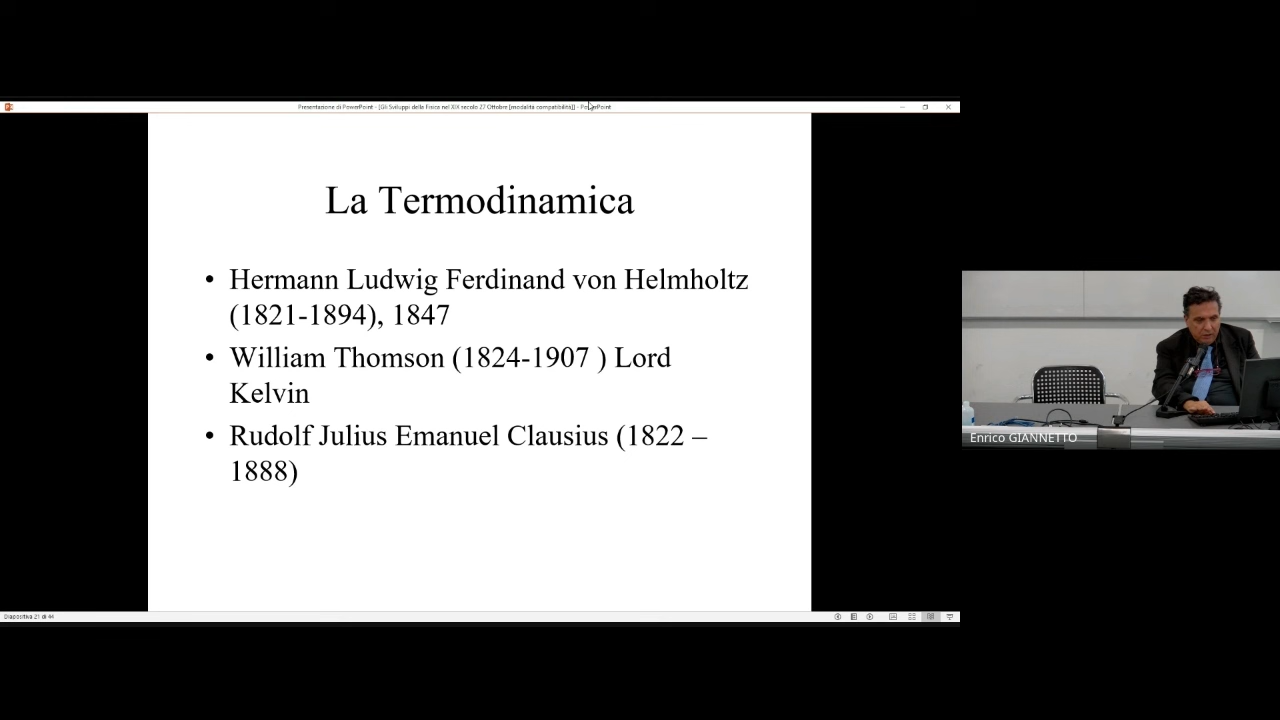 Presentazione di PowerPoint - [Gli Sviluppi della Fisica nel XIX secolo 27 Ottobre [modalità compatibilità]] - PowerPoint
La Termodinamica
• Hermann Ludwig Ferdinand von Helmholtz
(1821-1894), 1847
• William Thomson (1824-1907 ) Lord
Kelvin
• Rudolf Julius Emanuel Clausius (1822 –
1888)
Enrico GIANNETTO
Diapositiva 21 di 44